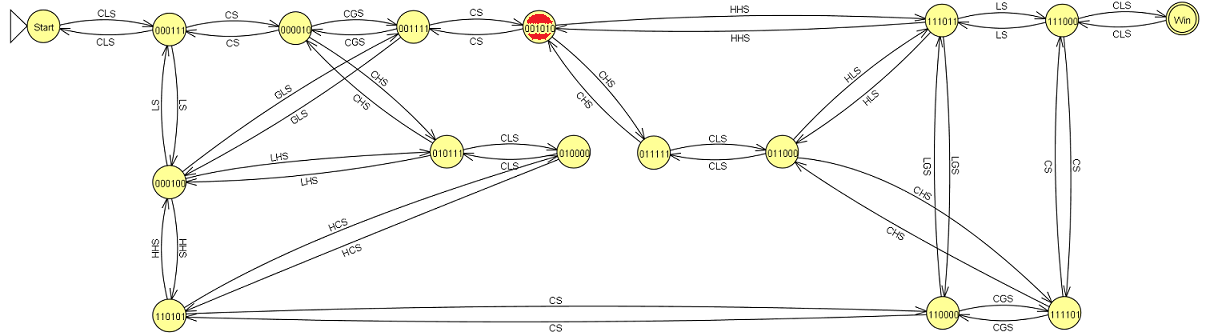 Start
CLS
CLS
000111
CS
CS
000010
CGS
CGS
001111
CS
CS
001010
HHS
HHS
111011
LS
LS
111000
CLS
CLS
Win
LS
LS
GLS
GLS
CHS
CHS
CHS
CHS
HLS
HLS
000100
LHS
LHS
010111
CLS
CLS
010000
011111
CLS
CLS
011000
LGS
LGS
CS
CS
CHS
CHS
HHS
HHS
HCS
HCS
110101
CS
CS
110000
CGS
CGS
111101